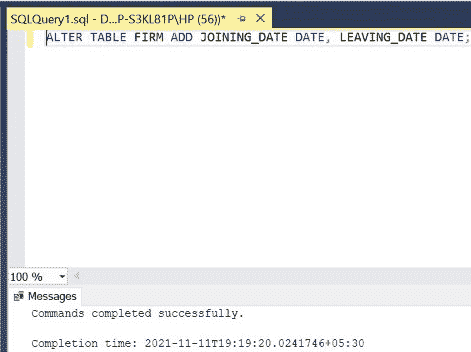 SQLQuery1.sql - D...P-S3KL81P\HP (56))*
ALTER TABLE FIRM ADD JOINING_DATE DATE, LEAVING_DATE DATE;
100 %
Messages
Commands completed successfully.
Completion time: 2021-11-11T19:19:20.0241746+05:30